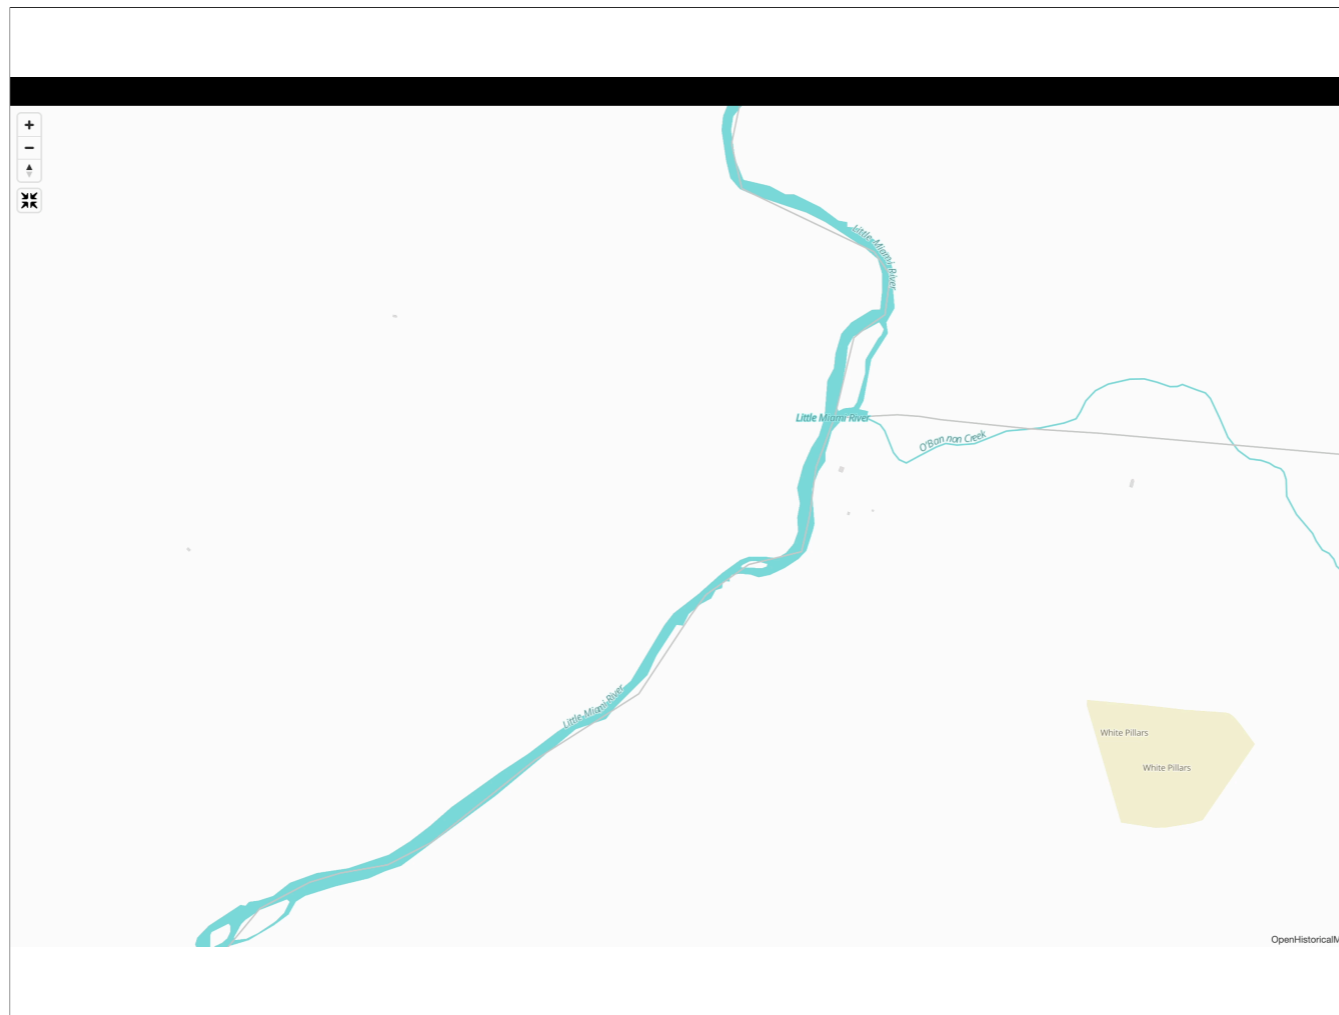 Little Miami River
Little Miami River
O'Bannon Creek
Little Miami River
White Pillars
White Pillars
OpenHistoricalM